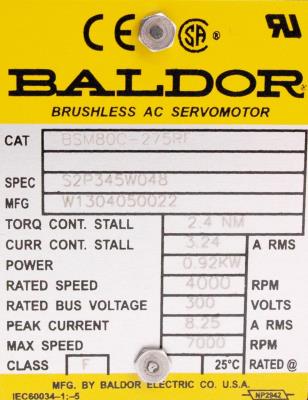 CE SA ® RU
BALDOR
BRUSHLESS AC SERVOMOTOR
CAT BSM80C-275RF
SPEC S2P345W048
MFG W1304050022
TORQ CONT. STALL 2.4 NM
CURR CONT. STALL 3.24 A RMS
POWER 0.92KW
RATED SPEED 4000 RPM
RATED BUS VOLTAGE 300 VOLTS
PEAK CURRENT 8.25 A RMS
MAX SPEED 7000 RPM
CLASS F 25°C RATED @
MFG. BY BALDOR ELECTRIC CO. U.S.A.
IEC60034-1;-5 NP2942